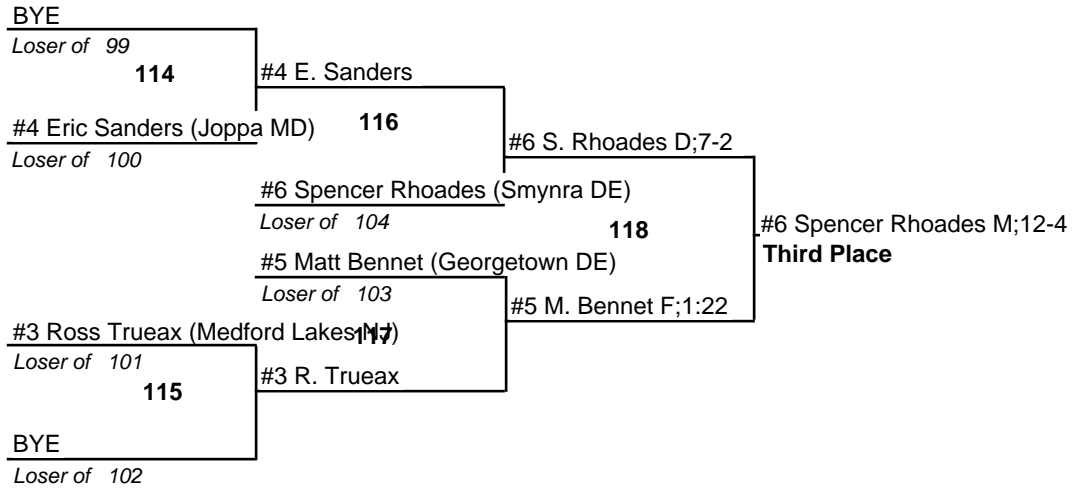 BYE
Loser of 99
114
#4 E. Sanders
#4 Eric Sanders (Joppa MD)
116
Loser of 100
#6 S. Rhoades D;7-2
#6 Spencer Rhoades (Smynra DE)
Loser of 104
118
#6 Spencer Rhoades M;12-4
Third Place
#5 Matt Bennet (Georgetown DE)
Loser of 103
#5 M. Bennet F;1:22
#3 Ross Trueax (Medford Lakes NJ)
117
Loser of 101
#3 R. Trueax
115
BYE
Loser of 102